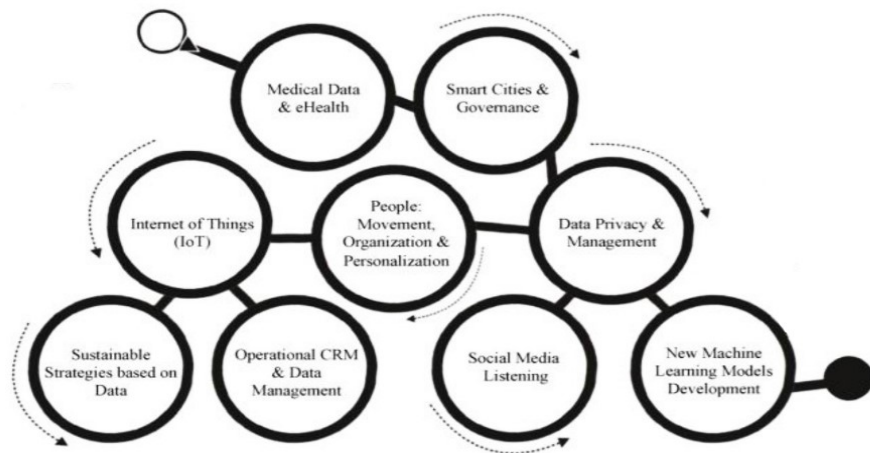 Medical Data
& eHealth
Smart Cities &
Governance
Internet of Things
(IoT)
People:
Movement,
Organization &
Personalization
Data Privacy &
Management
Sustainable
Strategies based on
Data
Operational CRM
& Data
Management
Social Media
Listening
New Machine
Learning Models
Development